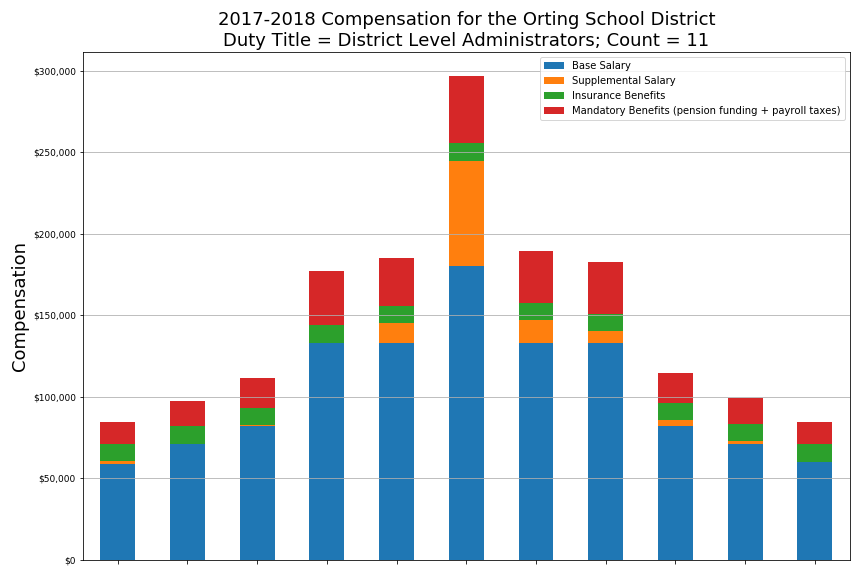 2017-2018 Compensation for the Orting School District
Duty Title = District Level Administrators; Count = 11
Base Salary
Supplemental Salary
Insurance Benefits
Mandatory Benefits (pension funding + payroll taxes)
Compensation
$300,000
$250,000
$200,000
$150,000
$100,000
$50,000
$0